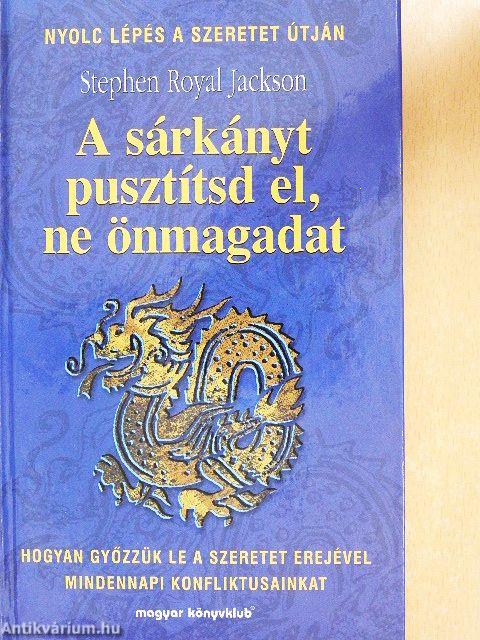 NYOLC LÉPÉS A SZERETET ÚTJÁN
Stephen Royal Jackson
A sárkányt
pusztítsd el,
ne önmagadat
HOGYAN GYŐZZÜK LE A SZERETET EREJÉVEL
MINDENNAPI KONFLIKTUSAINKAT
magyar könyvklub®
Antikvárium.hu